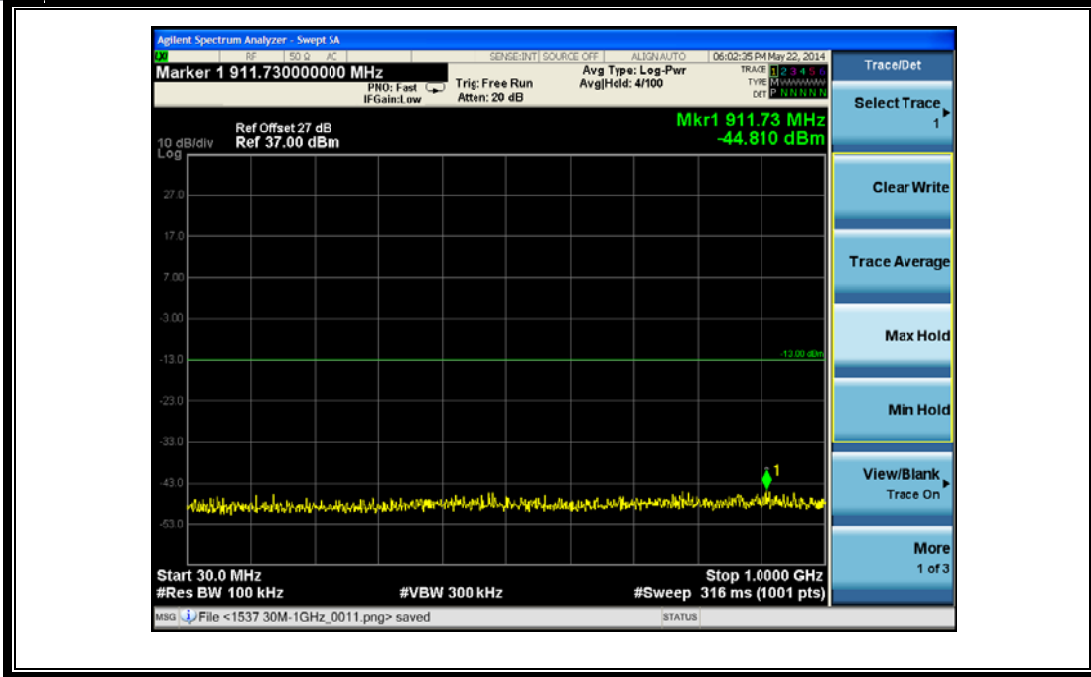 Agilent Spectrum Analyzer - Swept SA
LXI RF 50 Ω AC SENSE:INT SOURCE OFF ALIGN AUTO 06:02:35 PM May 22, 2014
Marker 1 911.730000000 MHz
PNO: Fast
IFGain:Low
Trig: Free Run
Atten: 20 dB
Avg Type: Log-Pwr
Avg|Hold: 4/100
TRACE 1 2 3 4 5 6
TYPE M W W W W W
DET P N N N N N
Mkr1 911.73 MHz
-44.810 dBm
Ref Offset 27 dB
10 dB/div Ref 37.00 dBm
Log
27.0
17.0
7.00
-3.00
-13.0
-13.00 dBm
-23.0
-33.0
-43.0
1
-53.0
Start 30.0 MHz Stop 1.0000 GHz
#Res BW 100 kHz #VBW 300 kHz #Sweep 316 ms (1001 pts)
MSG File <1537 30M-1GHz_0011.png> saved STATUS
Trace/Det
Select Trace
1
Clear Write
Trace Average
Max Hold
Min Hold
View/Blank
Trace On
More
1 of 3